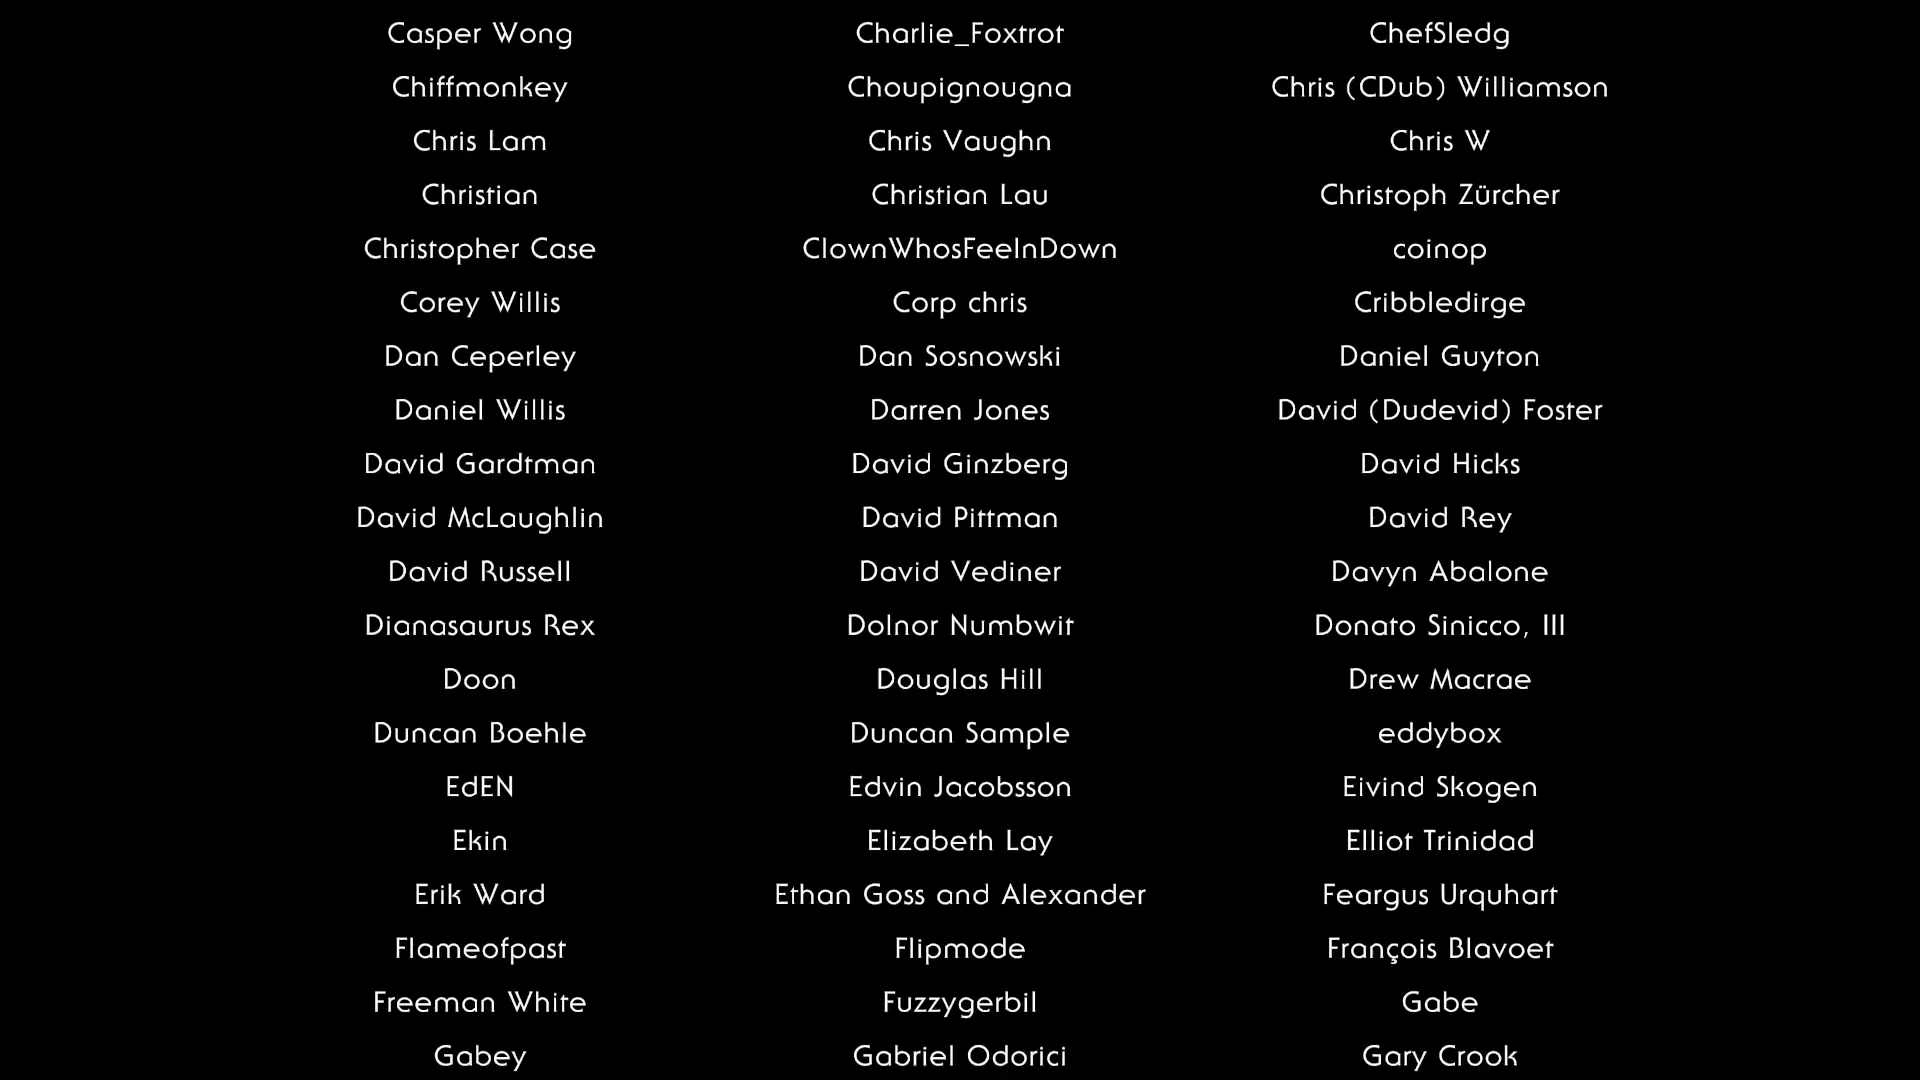 Casper Wong Charlie_Foxtrot ChefSledg
Chiffmonkey Choupignougna Chris (CDub) Williamson
Chris Lam Chris Vaughn Chris W
Christian Christian Lau Christoph Zürcher
Christopher Case ClownWhosFeelnDown coinop
Corey Willis Corp chris Cribbledirge
Dan Ceperley Dan Sosnowski Daniel Guyton
Daniel Willis Darren Jones David (Dudevid) Foster
David Gardtman David Ginzberg David Hicks
David McLaughlin David Pittman David Rey
David Russell David Vediner Davyn Abalone
Dianasaurus Rex Dolnor Numbwit Donato Sinicco, III
Doon Douglas Hill Drew Macrae
Duncan Boehle Duncan Sample eddybox
EdEN Edvin Jacobsson Eivind Skogen
Ekin Elizabeth Lay Elliot Trinidad
Erik Ward Ethan Goss and Alexander Feargus Urquhart
Flameofpast Flipmode François Blavoet
Freeman White Fuzzygerbil Gabe
Gabey Gabriel Odorici Gary Crook